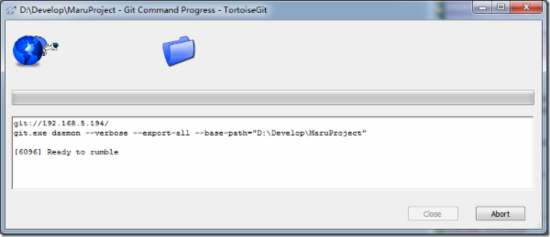 D:\Develop\MaruProject - Git Command Progress - TortoiseGit
git://192.168.5.194/
git.exe daemon --verbose --export-all --base-path="D:\Develop\MaruProject"
[6096] Ready to rumble
Close
Abort